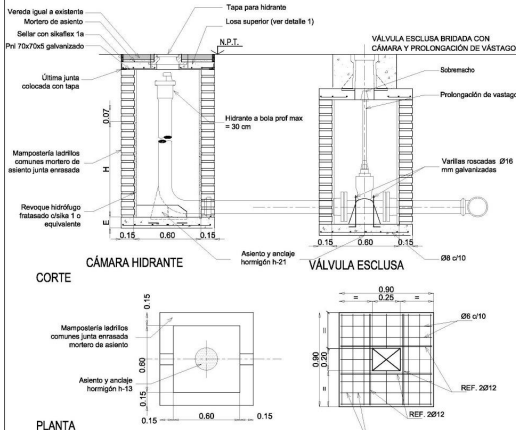 Vereda igual a existente
Mortero de asiento
Sellar con sikaflex 1a
Pnl 70x70x5 galvanizado
Tapa para hidrante
Losa superior (ver detalle 1)
N.P.T.
VÁLVULA ESCLUSA BRIDADA CON
CÁMARA Y PROLONGACIÓN DE VÁSTAGO
Sobremacho
Prolongación de vastago
Última junta
colocada con tapa
0.07
Hidrante a bola prof max
= 30 cm
H
Mampostería ladrillos
comunes mortero de
asiento junta enrasada
Varillas roscadas Ø16
mm galvanizadas
Revoque hidrófugo
fratasado c/sika 1 o
equivalente
E
0.15
0.60
0.15
Asiento y anclaje
hormigón h-21
0.15
0.60
0.15
Ø8 c/10
CÁMARA HIDRANTE
VÁLVULA ESCLUSA
CORTE
0.15
0.60
0.15
Mampostería ladrillos
comunes junta enrasada
mortero de asiento
Asiento y anclaje
hormigón h-13
0.15
0.60
0.15
0.90
=
0.25
=
0.90
=
0.20
=
Ø6 c/10
REF. 2Ø12
REF. 2Ø12
PLANTA